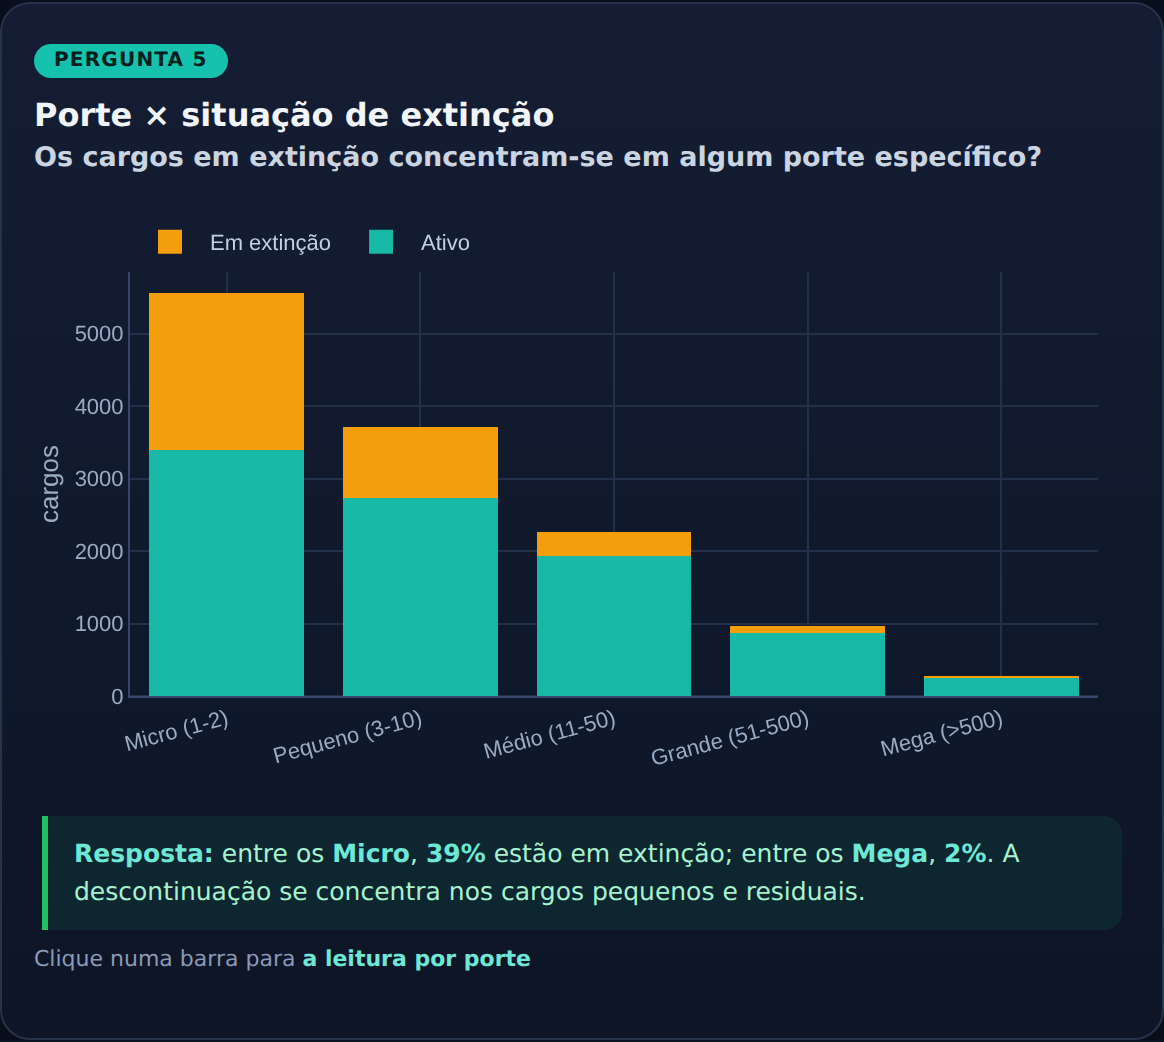 PERGUNTA 5
Porte × situação de extinção
Os cargos em extinção concentram-se em algum porte específico?
Em extinção
Ativo
cargos
5000
4000
3000
2000
1000
0
Micro (1-2)
Pequeno (3-10)
Médio (11-50)
Grande (51-500)
Mega (>500)
Resposta: entre os Micro, 39% estão em extinção; entre os Mega, 2%. A
descontinuação se concentra nos cargos pequenos e residuais.
Clique numa barra para a leitura por porte